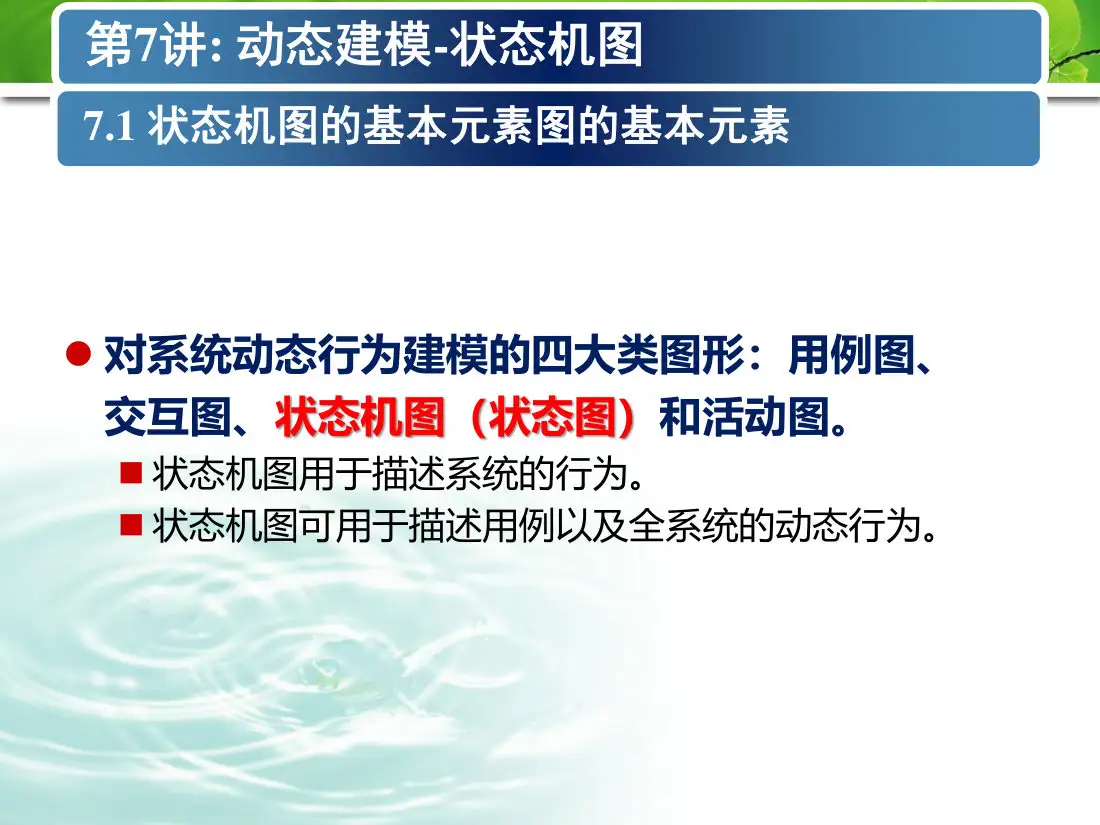 第7讲: 动态建模-状态机图
7.1 状态机图的基本元素图的基本元素
对系统动态行为建模的四大类图形：用例图、
交互图、状态机图（状态图）和活动图。
状态机图用于描述系统的行为。
状态机图可用于描述用例以及全系统的动态行为。